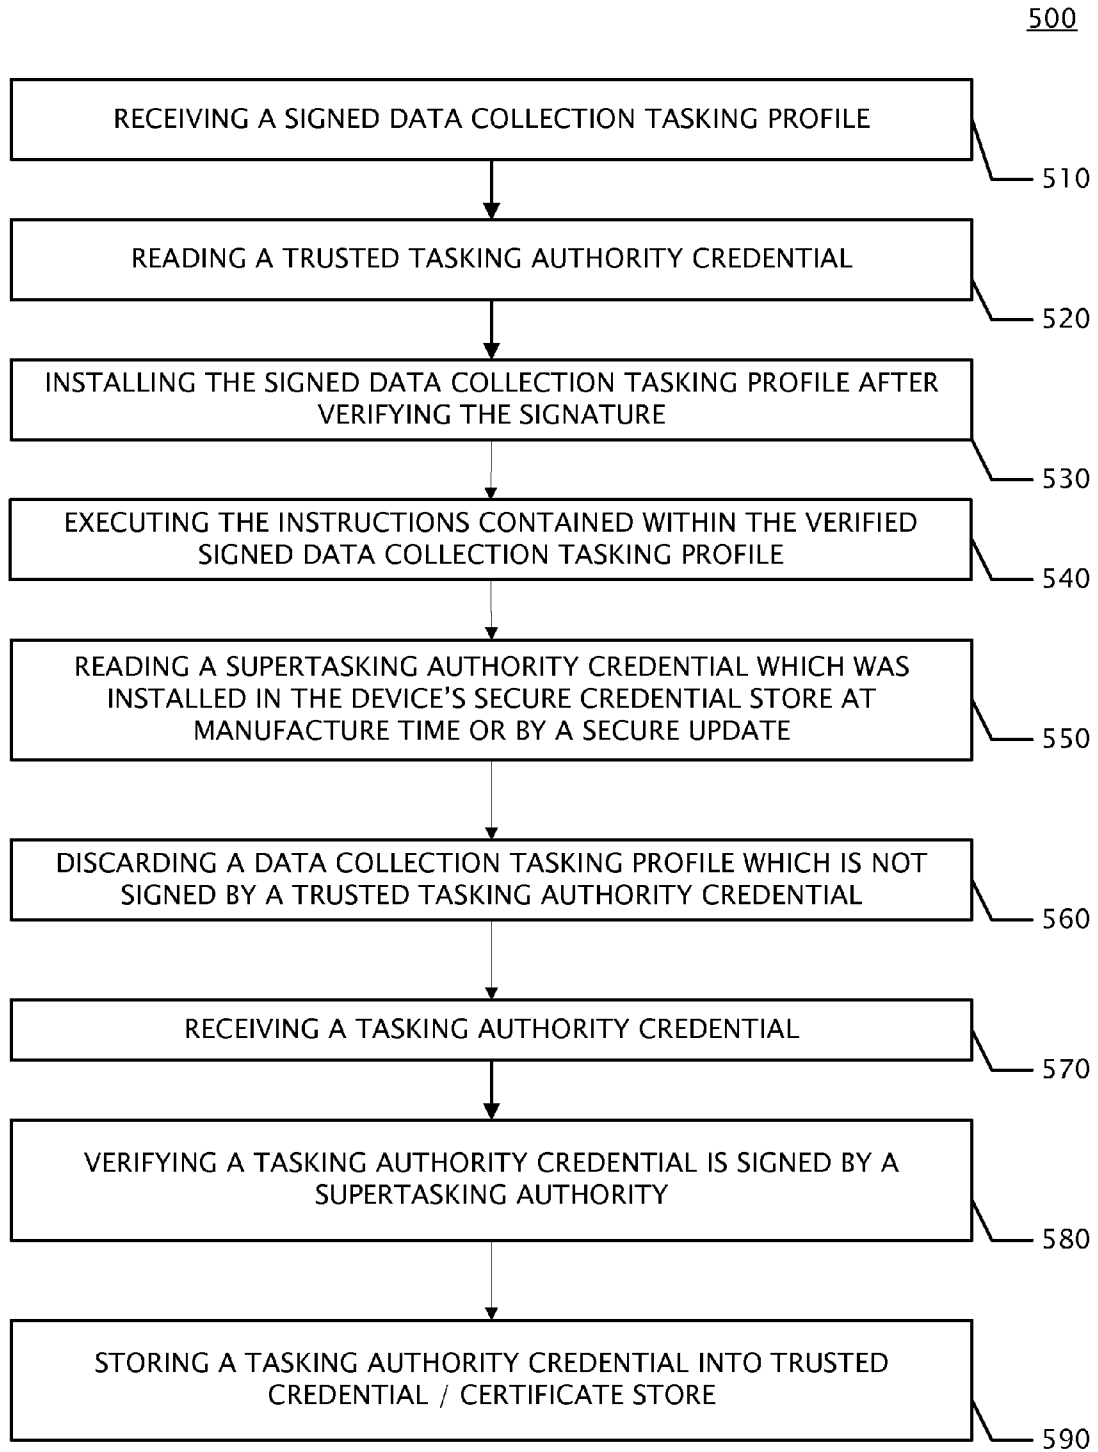 500
RECEIVING A SIGNED DATA COLLECTION TASKING PROFILE
510
READING A TRUSTED TASKING AUTHORITY CREDENTIAL
520
INSTALLING THE SIGNED DATA COLLECTION TASKING PROFILE AFTER
VERIFYING THE SIGNATURE
530
EXECUTING THE INSTRUCTIONS CONTAINED WITHIN THE VERIFIED
SIGNED DATA COLLECTION TASKING PROFILE
540
READING A SUPERTASKING AUTHORITY CREDENTIAL WHICH WAS
INSTALLED IN THE DEVICE’S SECURE CREDENTIAL STORE AT
MANUFACTURE TIME OR BY A SECURE UPDATE
550
DISCARDING A DATA COLLECTION TASKING PROFILE WHICH IS NOT
SIGNED BY A TRUSTED TASKING AUTHORITY CREDENTIAL
560
RECEIVING A TASKING AUTHORITY CREDENTIAL
570
VERIFYING A TASKING AUTHORITY CREDENTIAL IS SIGNED BY A
SUPERTASKING AUTHORITY
580
STORING A TASKING AUTHORITY CREDENTIAL INTO TRUSTED
CREDENTIAL / CERTIFICATE STORE
590